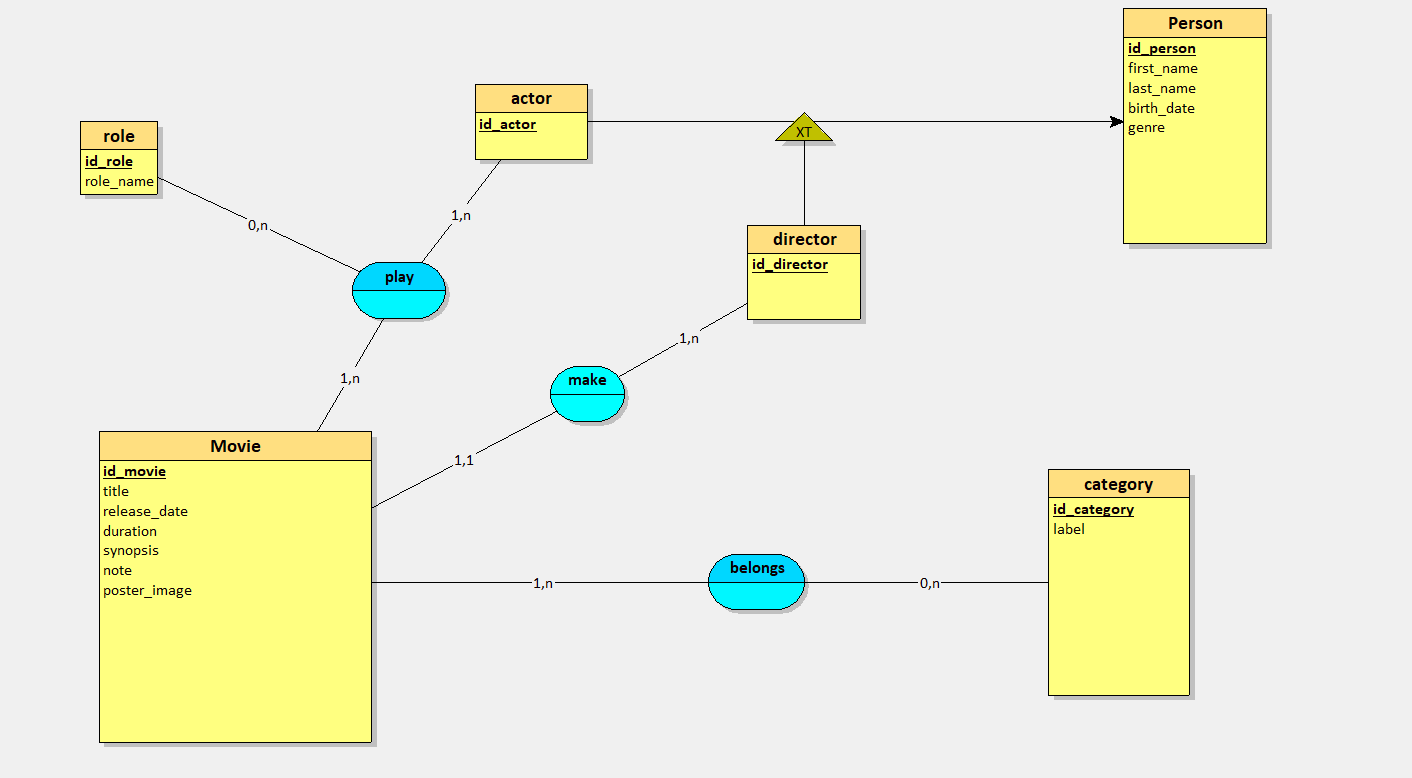 Person
id_person
first_name
last_name
birth_date
genre
actor
id_actor
XT
role
id_role
role_name
0,n
1,n
director
id_director
play
1,n
1,n
make
1,1
Movie
id_movie
title
release_date
duration
synopsis
note
poster_image
category
id_category
label
belongs
1,n
0,n